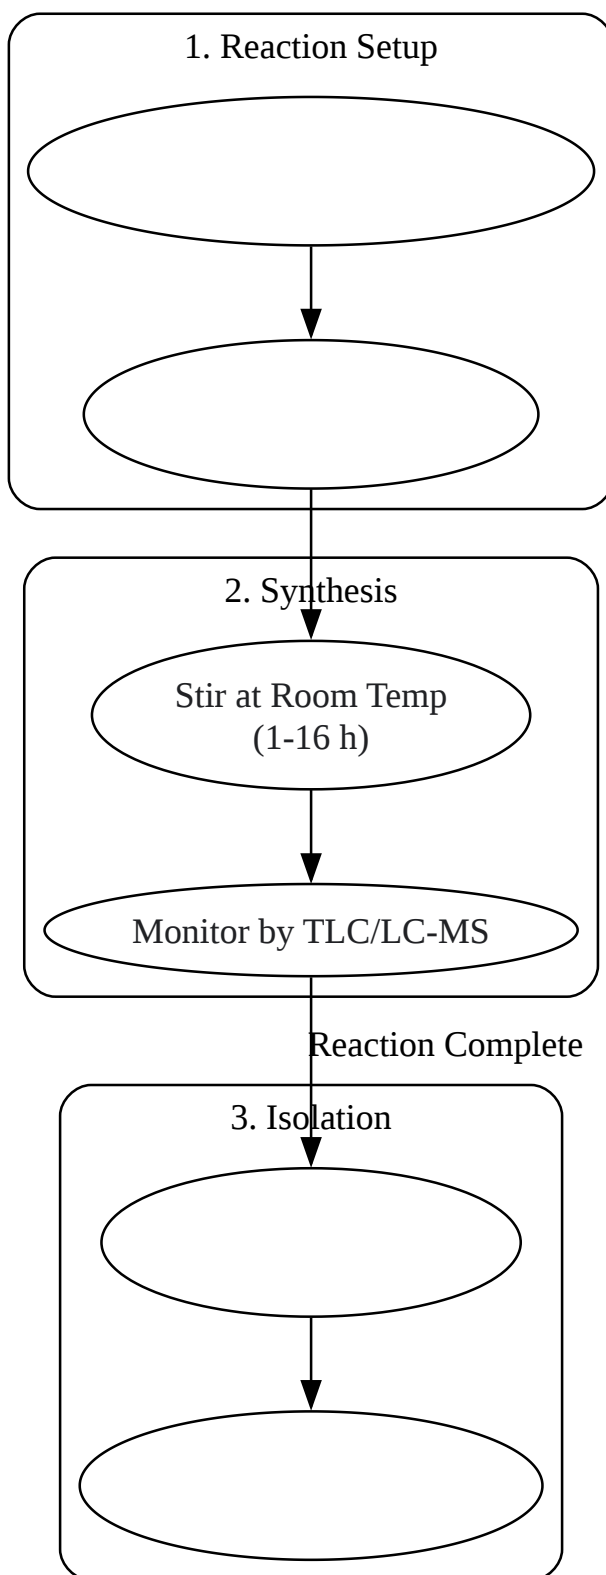 1. Reaction Setup
2. Synthesis
Stir at Room Temp
(1-16 h)
Monitor by TLC/LC-MS
Reaction Complete
3. Isolation